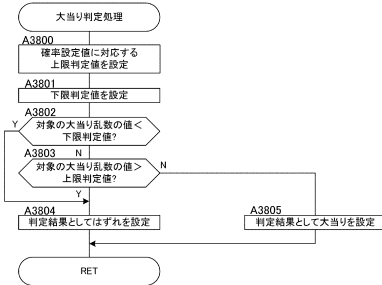 大当り判定処理
A3800
確率設定値に対応する
上限判定値を設定
A3801
下限判定値を設定
A3802
Y
対象の大当り乱数の値<
下限判定値?
A3803
N
対象の大当り乱数の値>
上限判定値?
N
Y
A3804
判定結果としてはずれを設定
A3805
判定結果として大当りを設定
RET